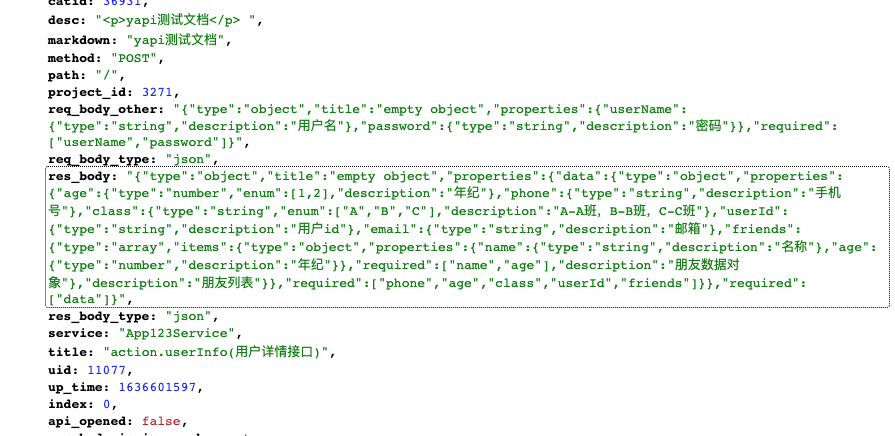 catid: 36931,
desc: "<p>yapi测试文档</p> ",
markdown: "yapi测试文档",
method: "POST",
path: "/",
project_id: 3271,
req_body_other: "{"type":"object","title":"empty object","properties":{"userName":
{"type":"string","description":"用户名"},"password":{"type":"string","description":"密码"}},"required":
["userName","password"]}",
req_body_type: "json",
res_body: "{"type":"object","title":"empty object","properties":{"data":{"type":"object","properties":
{"age":{"type":"number","enum":[1,2],"description":"年纪"},"phone":{"type":"string","description":"手机
号"},"class":{"type":"string","enum":["A","B","C"],"description":"A-A班，B-B班，C-C班"},"userId":
{"type":"string","description":"用户id"},"email":{"type":"string","description":"邮箱"},"friends":
{"type":"array","items":{"type":"object","properties":{"name":{"type":"string","description":"名称"},"age":
{"type":"number","description":"年纪"}},"required":["name","age"],"description":"朋友数据对
象"},"description":"朋友列表"}},"required":["phone","age","class","userId","friends"]}},"required":
["data"]}",
res_body_type: "json",
service: "App123Service",
title: "action.userInfo(用户详情接口)",
uid: 11077,
up_time: 1636601597,
index: 0,
api_opened: false,